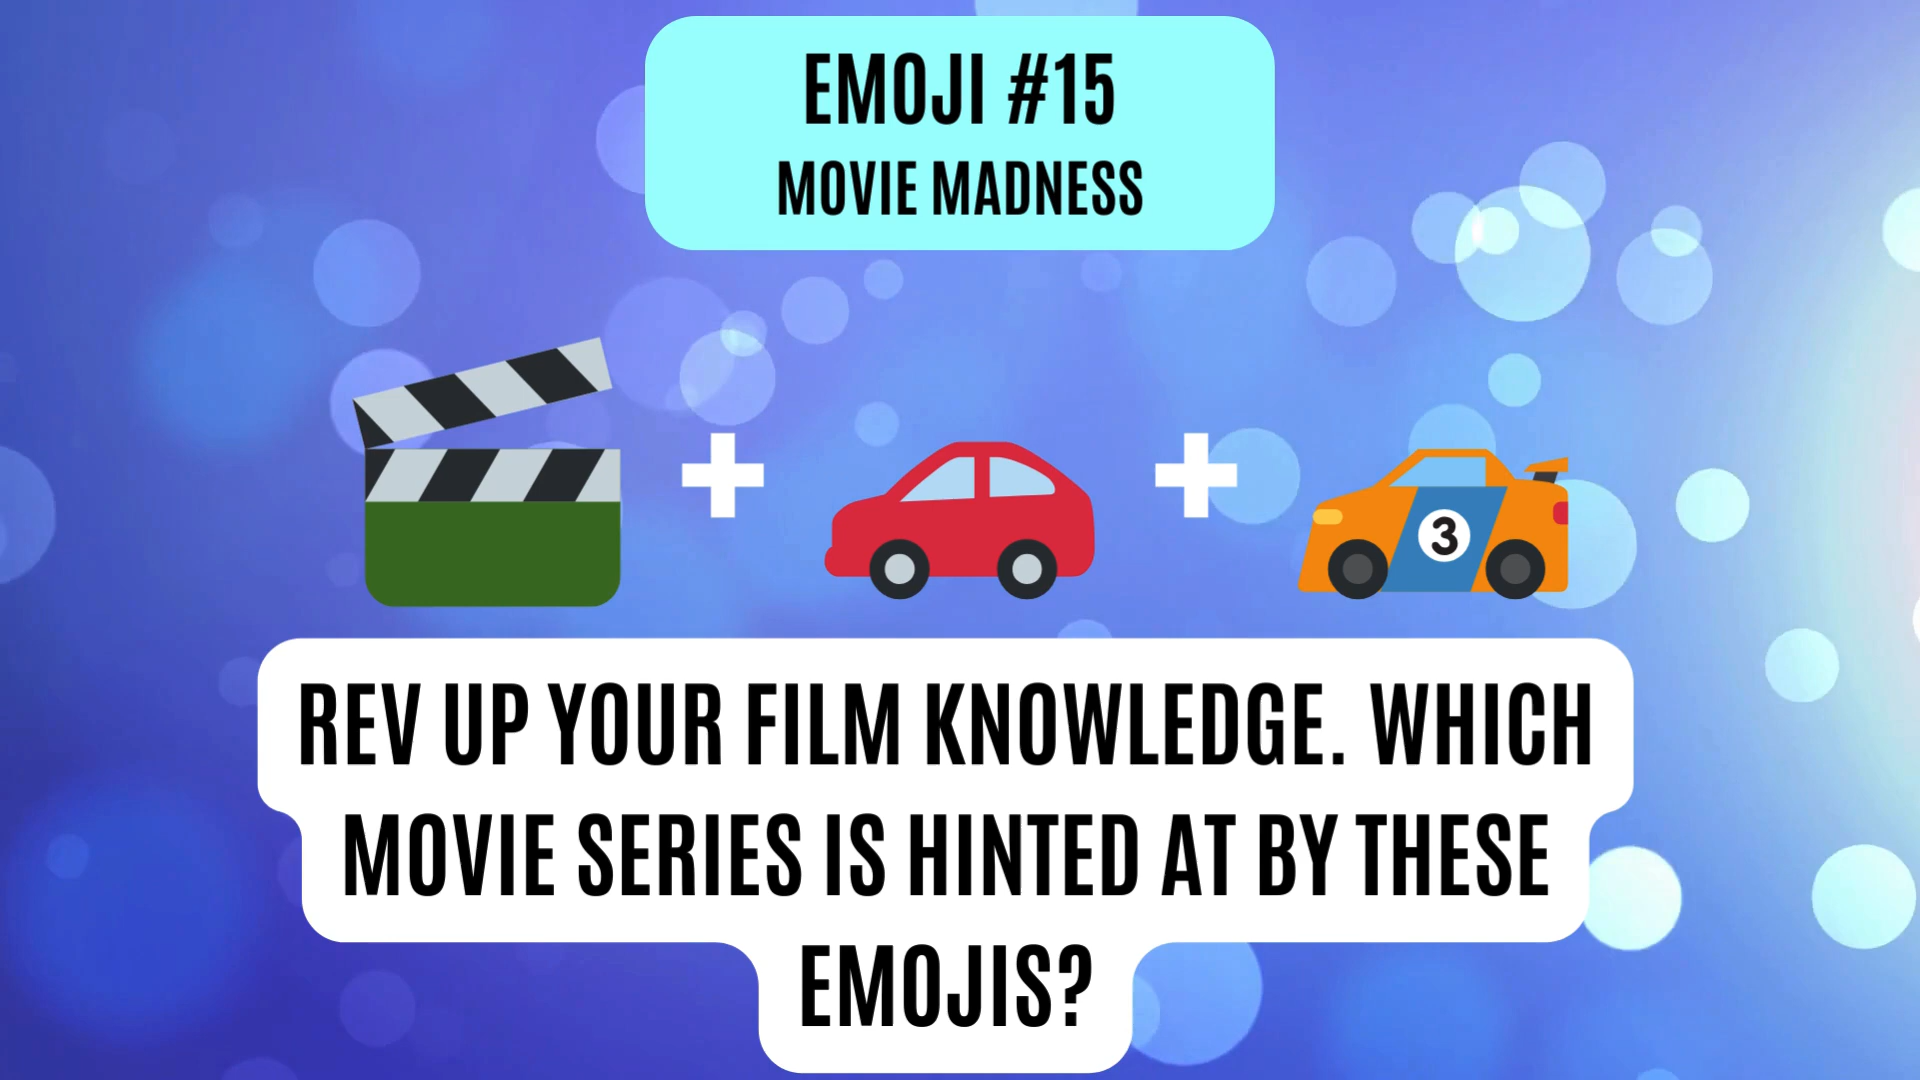 EMOJI #15
MOVIE MADNESS
3
REV UP YOUR FILM KNOWLEDGE. WHICH
MOVIE SERIES IS HINTED AT BY THESE
EMOJIS?